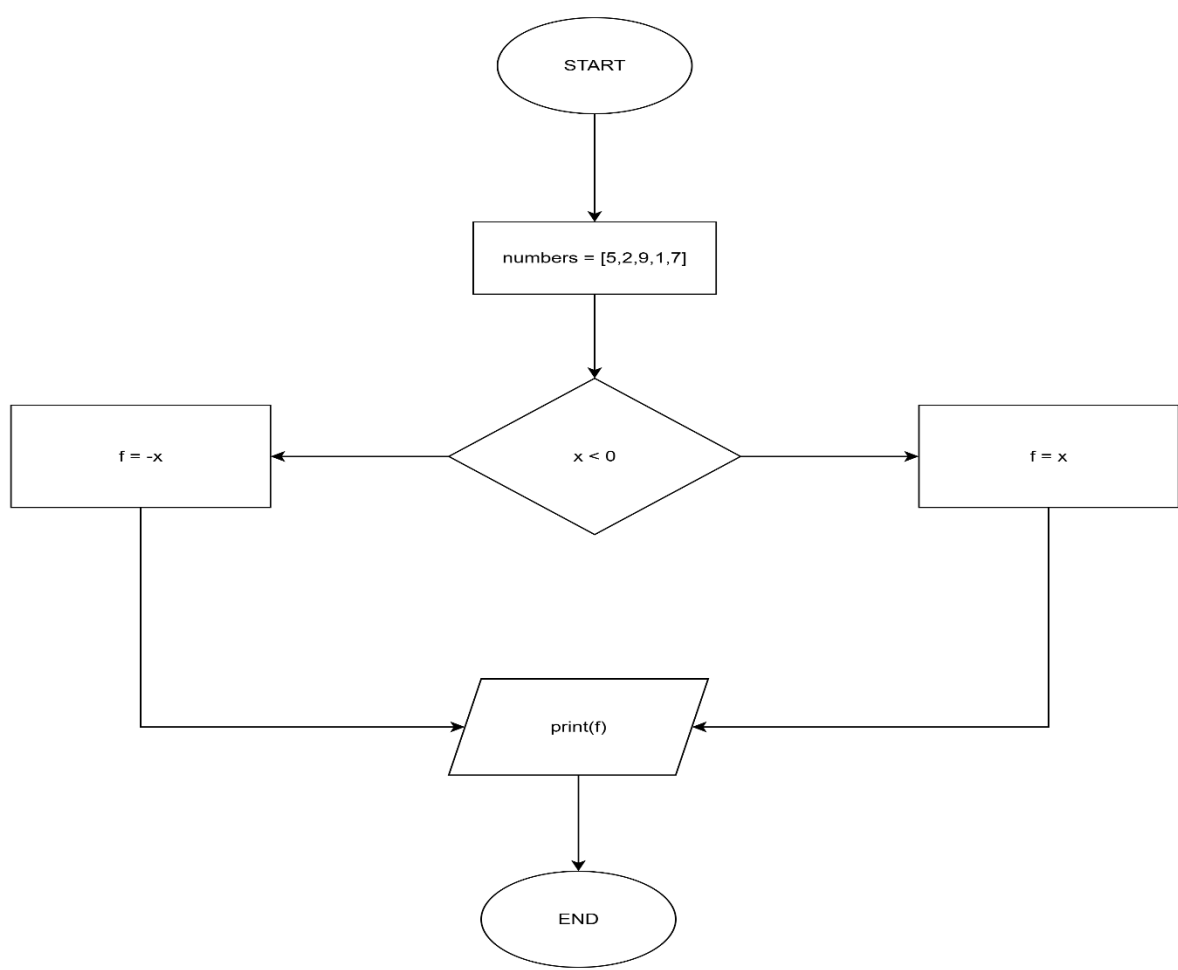 START
numbers = [5,2,9,1,7]
f = -x
x < 0
f = x
print(f)
END